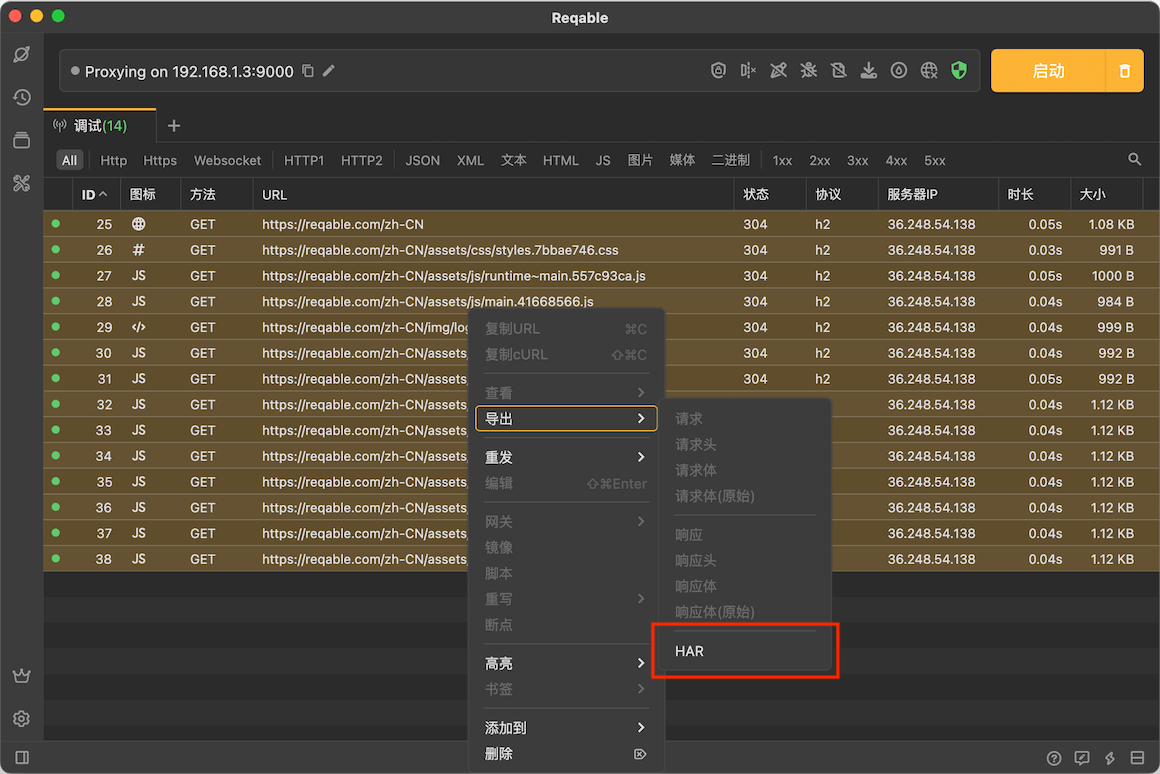 Reqable
Proxying on 192.168.1.3:9000
启动
调试(14)
All Http Https Websocket HTTP1 HTTP2 JSON XML 文本 HTML JS 图片 媒体 二进制 1xx 2xx 3xx 4xx 5xx
ID 图标 方法 URL 状态 协议 服务器IP 时长 大小
25 GET https://reqable.com/zh-CN 304 h2 36.248.54.138 0.05s 1.08 KB
26 # GET https://reqable.com/zh-CN/assets/css/styles.7bbae746.css 304 h2 36.248.54.138 0.03s 991 B
27 JS GET https://reqable.com/zh-CN/assets/js/runtime~main.557c93ca.js 304 h2 36.248.54.138 0.05s 1000 B
28 JS GET https://reqable.com/zh-CN/assets/js/main.41668566.js 304 h2 36.248.54.138 0.04s 984 B
29 </> GET https://reqable.com/zh-CN/img/log 304 h2 36.248.54.138 0.04s 999 B
30 JS GET https://reqable.com/zh-CN/assets, 304 h2 36.248.54.138 0.04s 992 B
31 JS GET https://reqable.com/zh-CN/assets, 304 h2 36.248.54.138 0.05s 992 B
32 JS GET https://reqable.com/zh-CN/assets, 36.248.54.138 0.04s 1.12 KB
33 JS GET https://reqable.com/zh-CN/assets, 36.248.54.138 0.04s 1.12 KB
34 JS GET https://reqable.com/zh-CN/assets, 36.248.54.138 0.04s 1.12 KB
35 JS GET https://reqable.com/zh-CN/assets, 36.248.54.138 0.04s 1.12 KB
36 JS GET https://reqable.com/zh-CN/assets, 36.248.54.138 0.04s 1.12 KB
37 JS GET https://reqable.com/zh-CN/assets, 36.248.54.138 0.04s 1.12 KB
38 JS GET https://reqable.com/zh-CN/assets, 36.248.54.138 0.04s 1.12 KB
复制URL ⌘C
复制cURL ⇧⌘C
查看
导出
重发
编辑 ⇧⌘Enter
网关
镜像
脚本
重写
断点
高亮
书签
添加到
删除
请求
请求头
请求体
请求体(原始)
响应
响应头
响应体
响应体(原始)
HAR